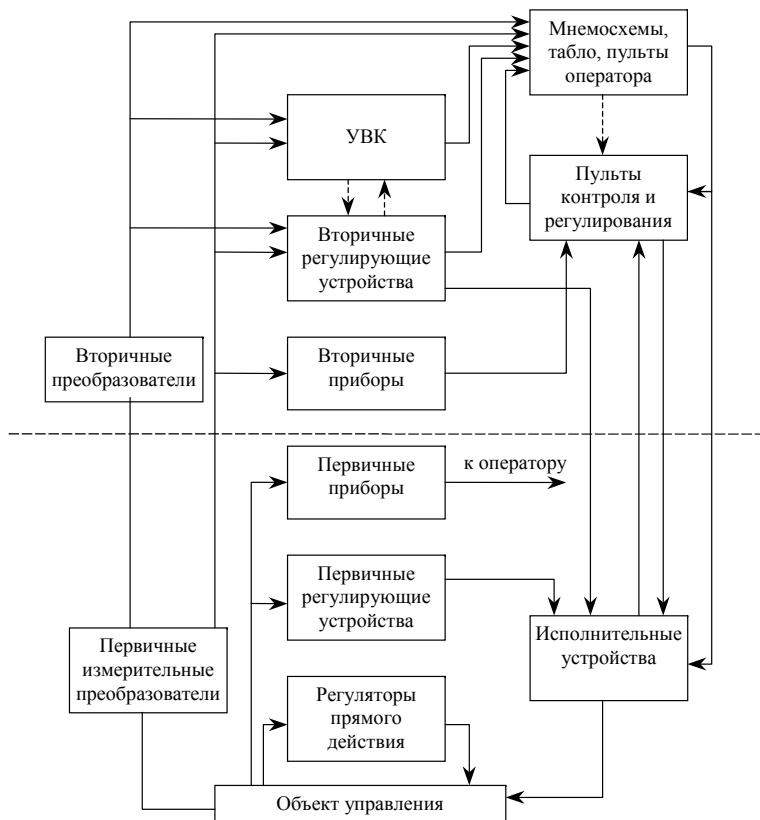 Мнемосхемы,
табло, пульты
оператора
УВК
Пульты
контроля и
регулирования
Вторичные
регулирующие
устройства
Вторичные
преобразователи
Вторичные
приборы
Первичные
приборы
к оператору
Первичные
регулирующие
устройства
Первичные
измерительные
преобразователи
Исполнительные
устройства
Регуляторы
прямого
действия
Объект управления